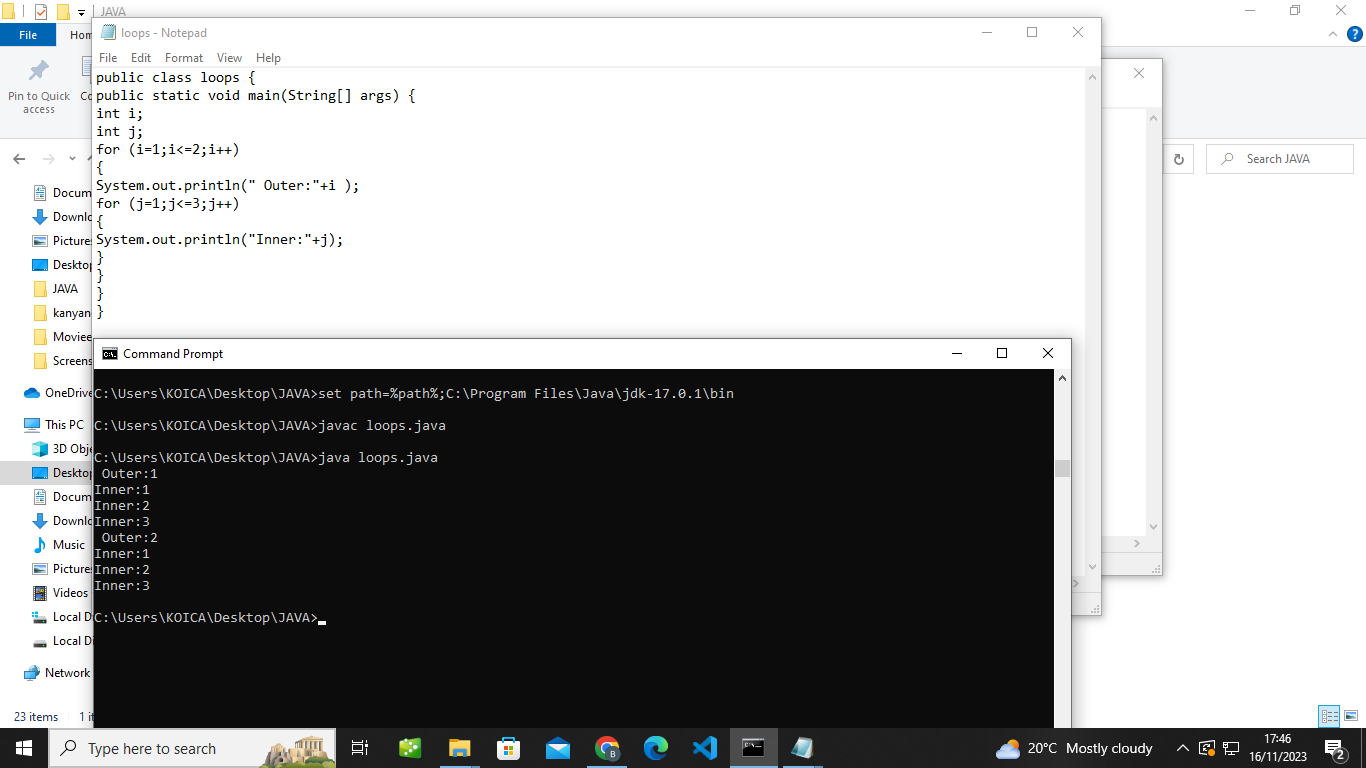 JAVA
File
Hom
Pin to Quick
access
Co
Search JAVA
Docum
Downlo
Pictures
Desktop
JAVA
kanyan
Moviee
Screens
OneDrive
This PC
3D Obje
Desktop
Docum
Downlo
Music
Pictures
Videos
Local Di
Local Di
Network
23 items
1 it
loops - Notepad
File Edit Format View Help
public class loops {
public static void main(String[] args) {
int i;
int j;
for (i=1;i<=2;i++)
{
System.out.println(" Outer:"+i );
for (j=1;j<=3;j++)
{
System.out.println("Inner:"+j);
}
}
}
}
Command Prompt
C:\Users\KOICA\Desktop\JAVA>set path=%path%;C:\Program Files\Java\jdk-17.0.1\bin
C:\Users\KOICA\Desktop\JAVA>javac loops.java
C:\Users\KOICA\Desktop\JAVA>java loops.java
Outer:1
Inner:1
Inner:2
Inner:3
Outer:2
Inner:1
Inner:2
Inner:3
C:\Users\KOICA\Desktop\JAVA>
Type here to search
20°C Mostly cloudy
17:46
16/11/2023
2